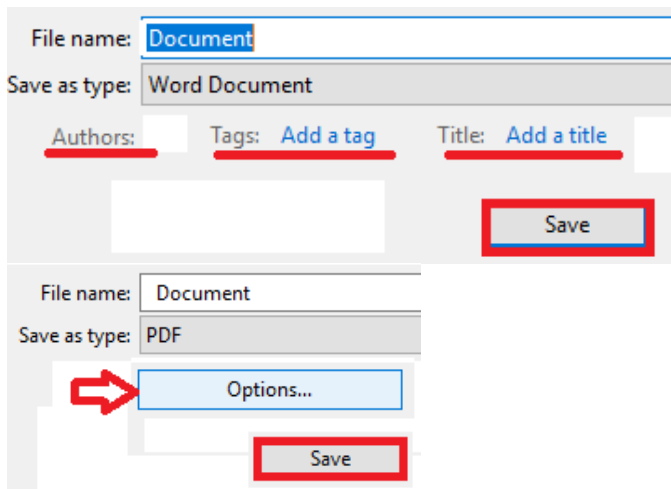 File name: Document
Save as type: Word Document
Authors: Tags: Add a tag Title: Add a title
Save
File name: Document
Save as type: PDF
Options...
Save